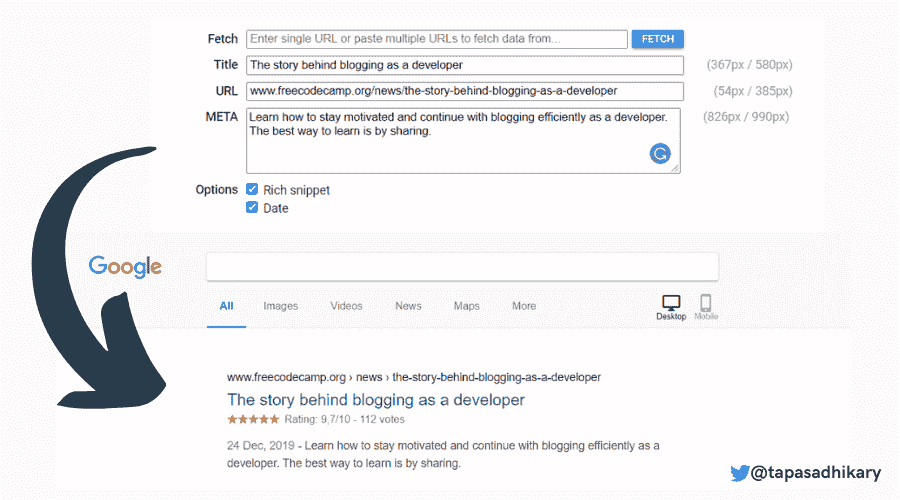 Fetch Enter single URL or paste multiple URLs to fetch data from... FETCH
Title The story behind blogging as a developer (367px / 580px)
URL www.freecodecamp.org/news/the-story-behind-blogging-as-a-developer (54px / 385px)
META Learn how to stay motivated and continue with blogging efficiently as a developer. (826px / 990px)
The best way to learn is by sharing.
Options Rich snippet
Date
Google
All Images Videos News Maps More Desktop Mobile
www.freecodecamp.org › news › the-story-behind-blogging-as-a-developer
The story behind blogging as a developer
Rating: 9,7/10 - 112 votes
24 Dec, 2019 - Learn how to stay motivated and continue with blogging efficiently as a
developer. The best way to learn is by sharing.
@tapasadhikary